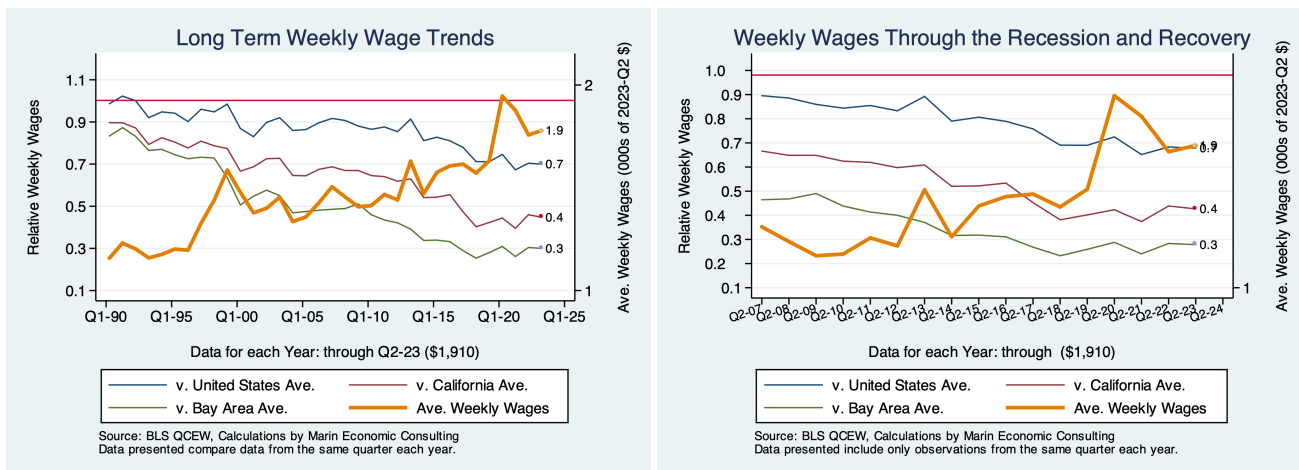 Long Term Weekly Wage Trends
Relative Weekly Wages
1.1
0.9
0.7
0.5
0.3
0.1
2
1
Ave. Weekly Wages (000s of 2023-Q2 $)
1.9
0.7
0.4
0.3
Q1-90 Q1-95 Q1-00 Q1-05 Q1-10 Q1-15 Q1-20 Q1-25
Data for each Year: through Q2-23 ($1,910)
v. United States Ave. v. California Ave.
v. Bay Area Ave. Ave. Weekly Wages
Source: BLS QCEW, Calculations by Marin Economic Consulting
Data presented compare data from the same quarter each year.
Weekly Wages Through the Recession and Recovery
Relative Weekly Wages
1.0
0.9
0.8
0.7
0.6
0.5
0.4
0.3
0.2
0.1
1
Ave. Weekly Wages (000s of 2023-Q2 $)
1.9
0.7
0.4
0.3
Q2-07 Q2-08 Q2-09 Q2-10 Q2-11 Q2-12 Q2-13 Q2-14 Q2-15 Q2-16 Q2-17 Q2-18 Q2-19 Q2-20 Q2-21 Q2-22 Q2-23 Q2-24
Data for each Year: through ($1,910)
v. United States Ave. v. California Ave.
v. Bay Area Ave. Ave. Weekly Wages
Source: BLS QCEW, Calculations by Marin Economic Consulting
Data presented include only observations from the same quarter each year.